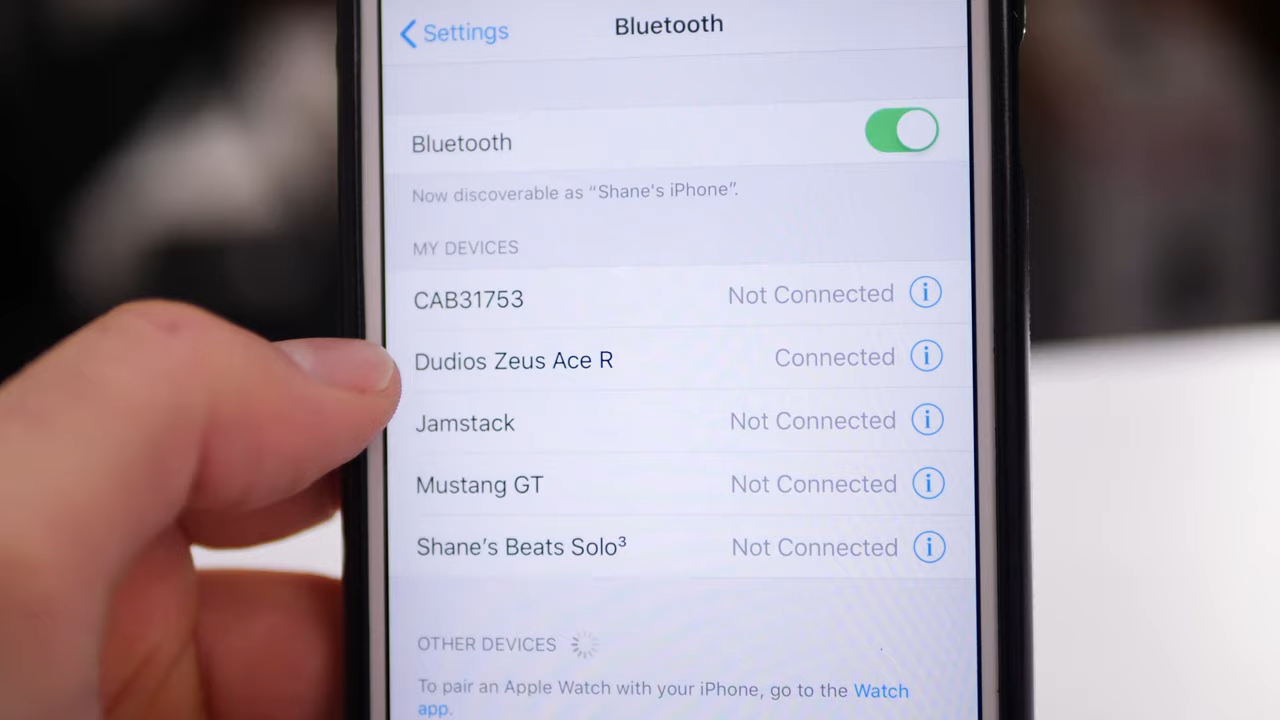 Settings
Bluetooth
Bluetooth
Now discoverable as “Shane's iPhone”.
MY DEVICES
CAB31753 Not Connected
Dudios Zeus Ace R Connected
Jamstack Not Connected
Mustang GT Not Connected
Shane’s Beats Solo³ Not Connected
OTHER DEVICES
To pair an Apple Watch with your iPhone, go to the Watch
app.